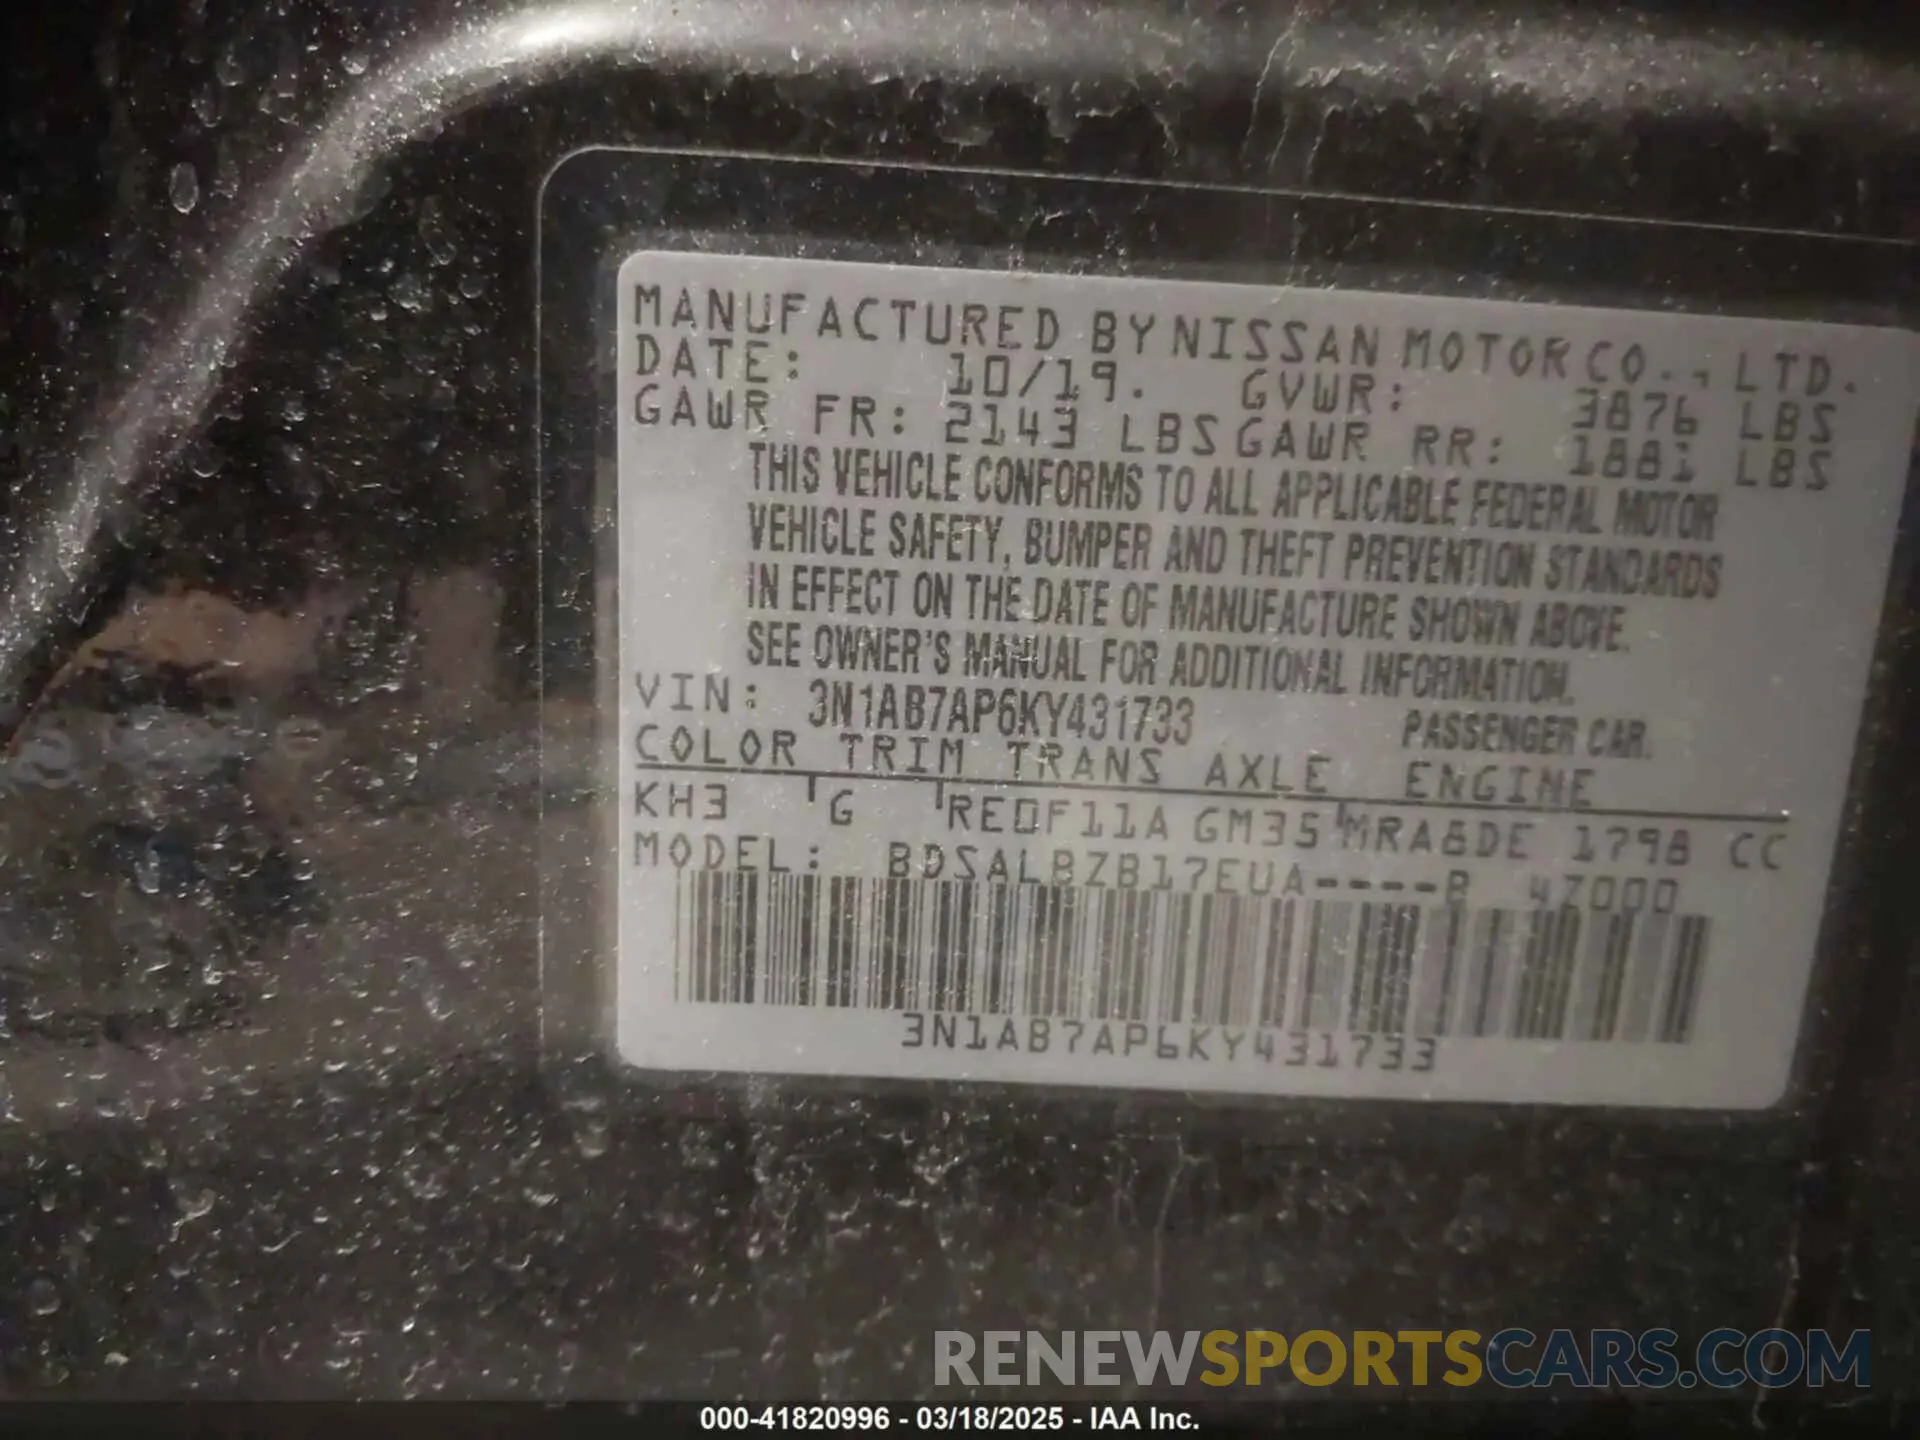 MANUFACTURED BY NISSAN MOTOR CO., LTD.
DATE: 10/19. GVWR: 3876 LBS
GAWR FR: 2143 LBS GAWR RR: 1881 LBS
THIS VEHICLE CONFORMS TO ALL APPLICABLE FEDERAL MOTOR
VEHICLE SAFETY, BUMPER AND THEFT PREVENTION STANDARDS
IN EFFECT ON THE DATE OF MANUFACTURE SHOWN ABOVE.
SEE OWNER'S MANUAL FOR ADDITIONAL INFORMATION.
VIN: 3N1AB7AP6KY431733 PASSENGER CAR.
COLOR TRIM TRANS AXLE ENGINE
KH3 G RE0F11A GM35 MRA8DE 1798 CC
MODEL: BDSALBZB17EUA----B 4Z000
3N1AB7AP6KY431733
RENEWSPORTSCARS.COM
000-41820996 - 03/18/2025 - IAA Inc.